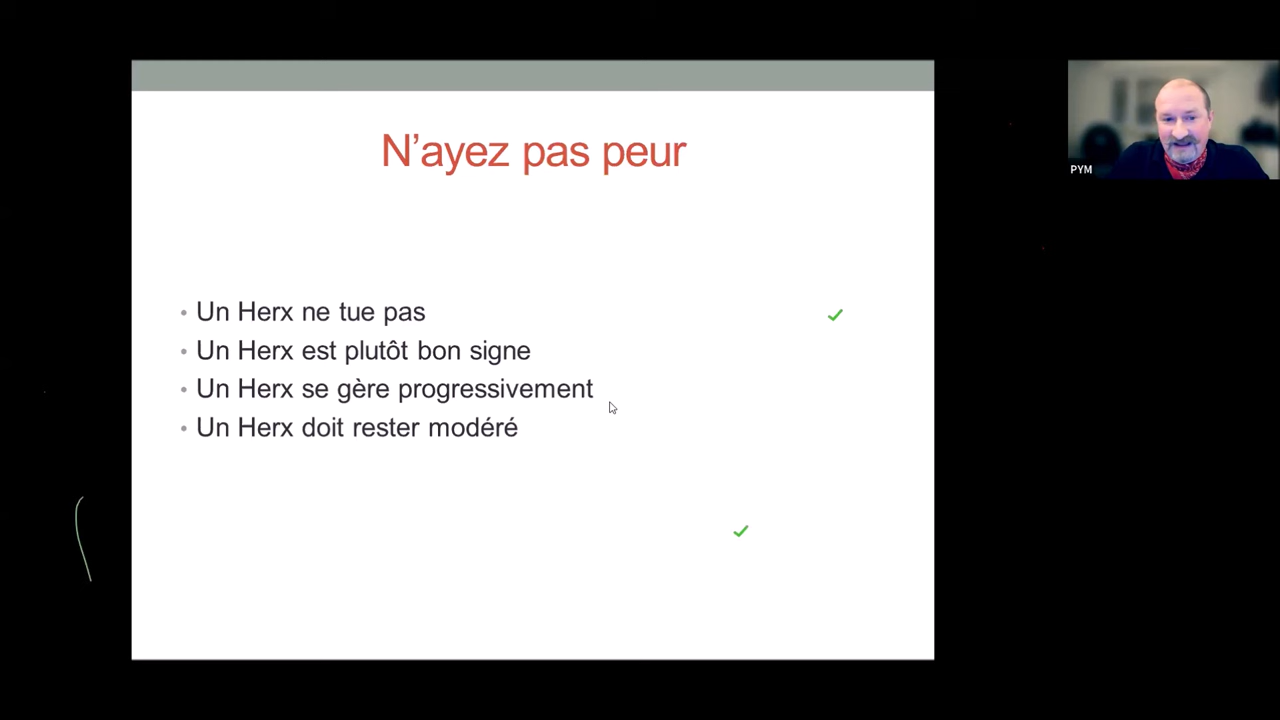 N'ayez pas peur
PYM
• Un Herx ne tue pas
• Un Herx est plutôt bon signe
• Un Herx se gère progressivement
• Un Herx doit rester modéré